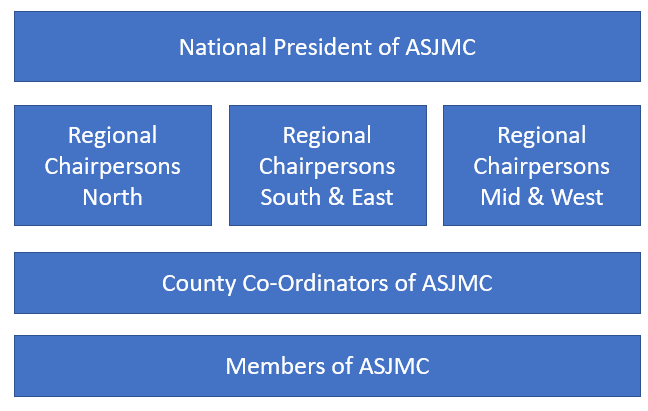 National President of ASJMC
Regional
Chairpersons
North
Regional
Chairpersons
South & East
Regional
Chairpersons
Mid & West
County Co-Ordinators of ASJMC
Members of ASJMC